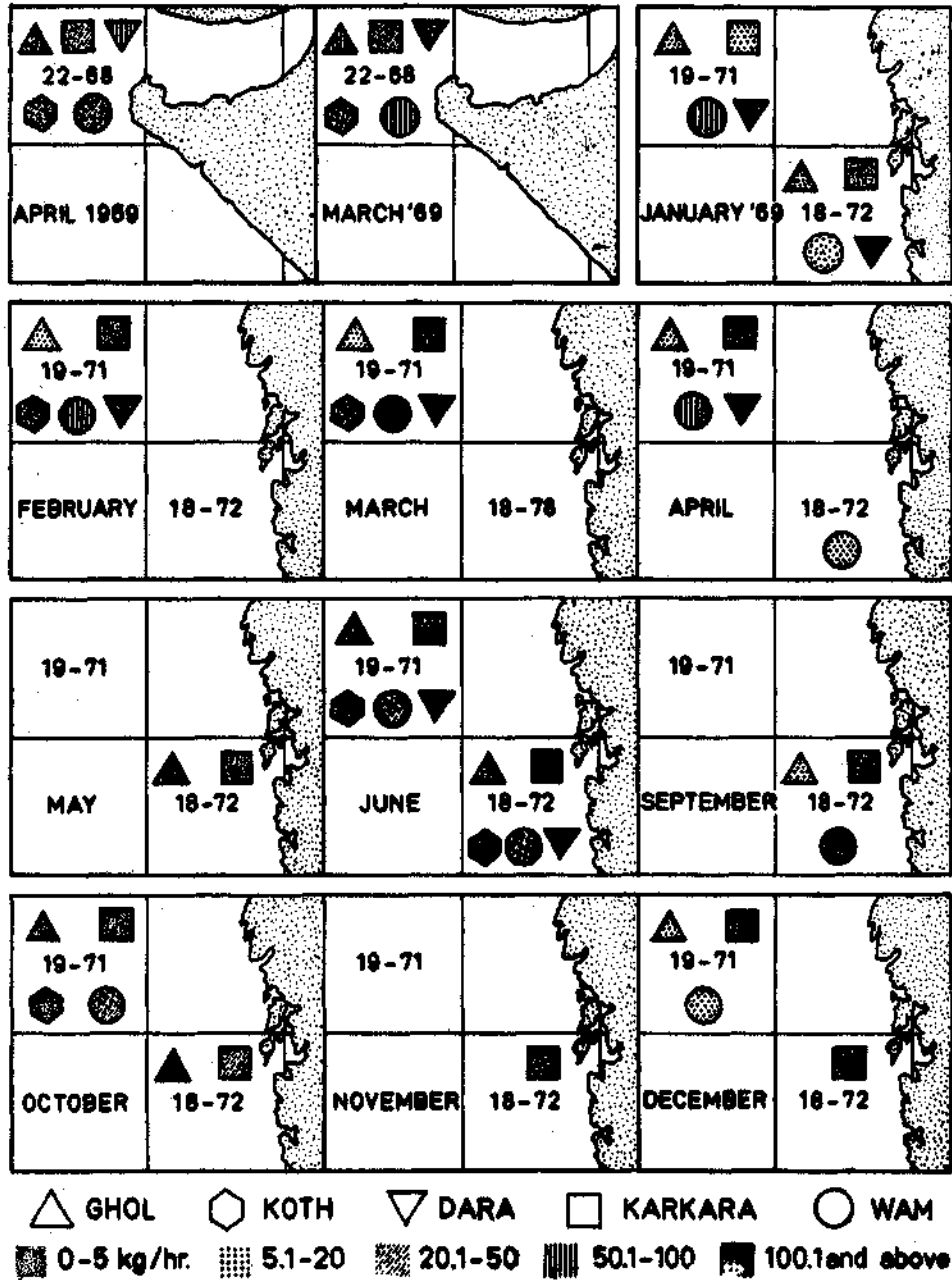 22-68
APRIL 1969
22-68
MARCH '69
19-71
JANUARY '69 18-72
19-71
FEBRUARY 18-72
19-71
MARCH 18-78
19-71
APRIL 18-72
19-71
MAY 18-72
19-71
JUNE 18-72
19-71
SEPTEMBER 18-72
19-71
OCTOBER 18-72
19-71
NOVEMBER 18-72
19-71
DECEMBER 18-72
GHOL KOTH DARA KARKARA WAM
0-5 kg/hr. 5.1-20 20.1-50 50.1-100 100.1 and above